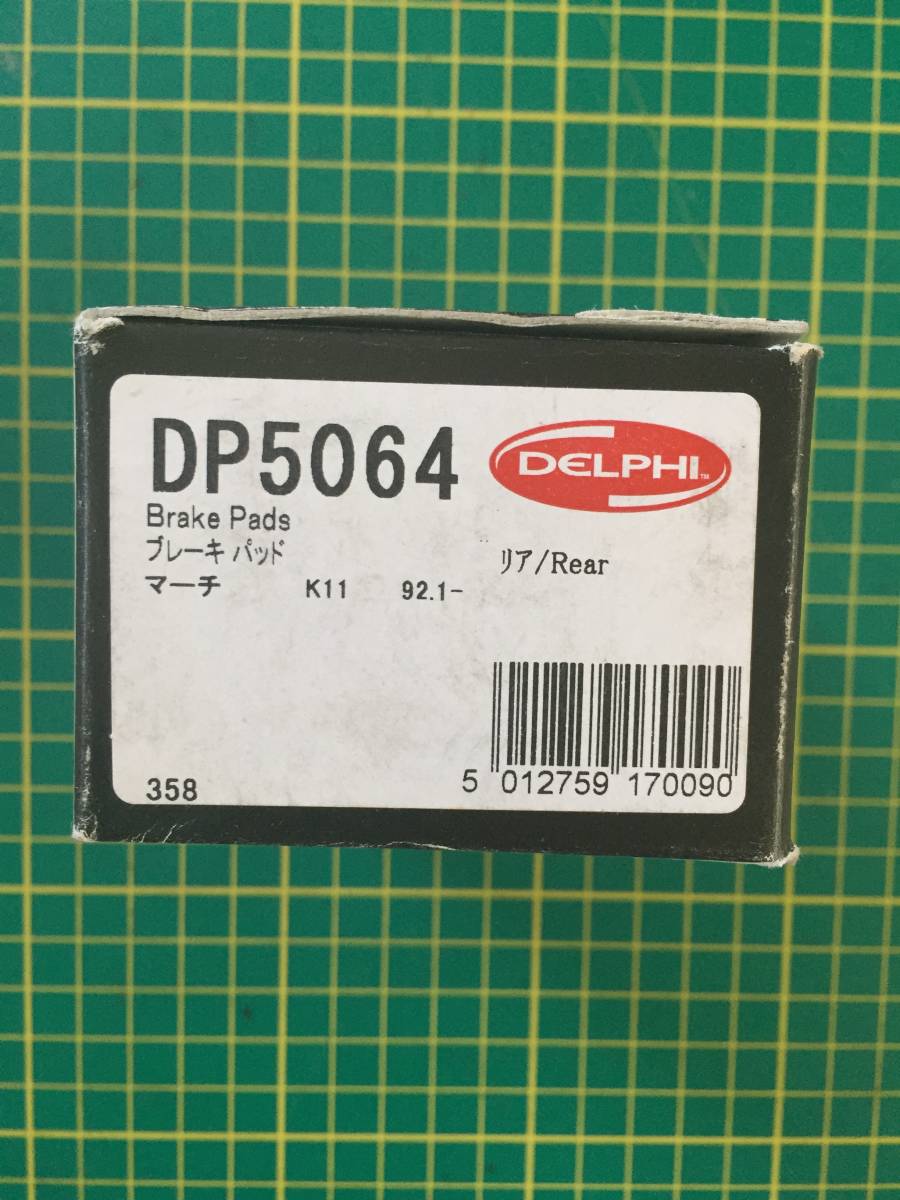 DP5064
DELPHI™
Brake Pads
ブレーキ パッド
リア/Rear
マーチ K11 92.1-
358
5 012759 170090